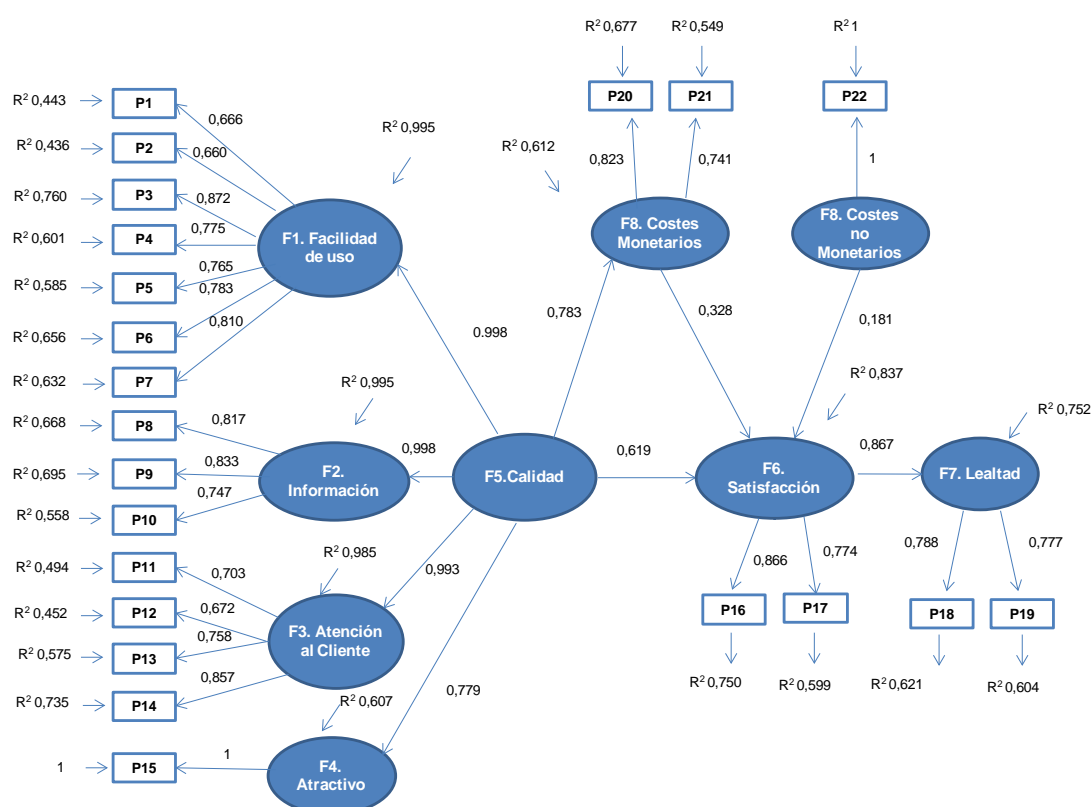 R² 0,677
R² 0,549
R² 1
R² 0,443
P1
P20
P21
P22
0,666
R² 0,995
R² 0,436
P2
0,660
R² 0,612
0,823
0,741
1
R² 0,760
P3
0,872
F1. Facilidad
de uso
F8. Costes
Monetarios
F8. Costes
no
Monetarios
R² 0,601
P4
0,775
R² 0,585
P5
0,765
0,783
R² 0,656
P6
0,810
0.998
0,783
0,328
0,181
R² 0,632
P7
R² 0,995
R² 0,837
R² 0,668
P8
0,817
R² 0,752
R² 0,695
P9
0,833
F2.
Información
0,998
F5.Calidad
0,619
F6.
Satisfacción
0,867
F7. Lealtad
0,747
R² 0,558
P10
R² 0,494
P11
0,703
R² 0,985
0,993
0,866
0,774
0,788
0,777
R² 0,452
P12
0,672
P16
P17
P18
P19
R² 0,575
P13
0,758
F3. Atención
al Cliente
R² 0,735
P14
0,857
R² 0,607
0,779
R² 0,750
R² 0,599
R² 0,621
R² 0,604
1
P15
1
F4.
Atractivo